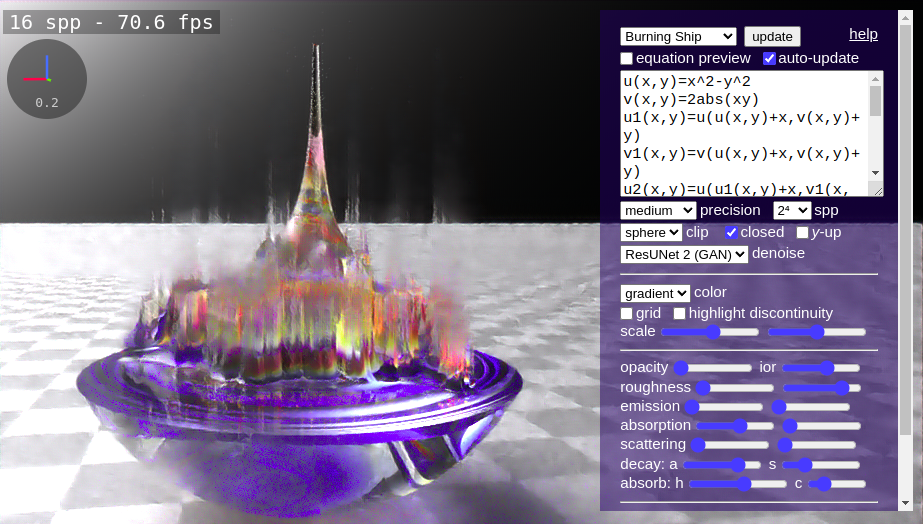 16 spp - 70.6 fps
0.2
Burning Ship update help
equation preview auto-update
u(x,y)=x^2-y^2
v(x,y)=2abs(xy)
u1(x,y)=u(u(x,y)+x,v(x,y)+
y)
v1(x,y)=v(u(x,y)+x,v(x,y)+
y)
u2(x,y)=u(u1(x,y)+x,v1(x,
medium precision 2⁴ spp
sphere clip closed y-up
ResUNet 2 (GAN) denoise
gradient color
grid highlight discontinuity
scale
opacity ior
roughness
emission
absorption
scattering
decay: a s
absorb: h c